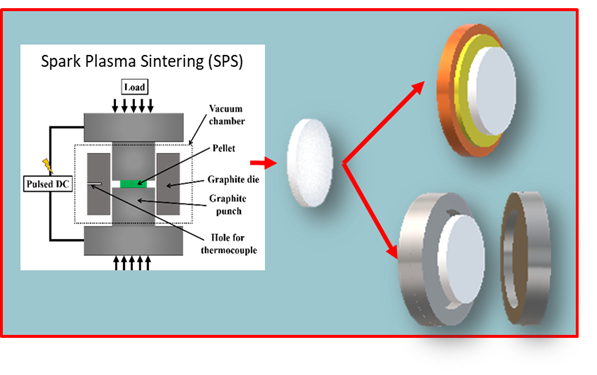 Spark Plasma Sintering (SPS)
Load
Vacuum
chamber
Pellet
Pulsed DC
Graphite die
Graphite
punch
Hole for
thermocouple